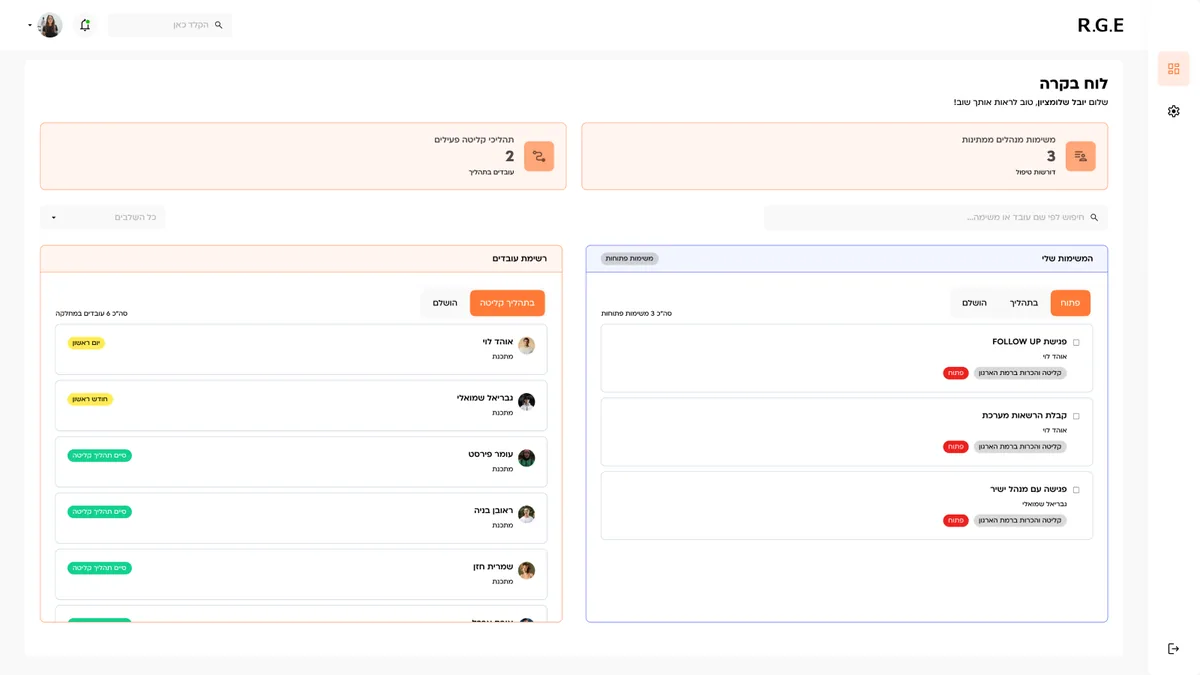 R.G.E
הקלד כאן
לוח בקרה
שלום יובל שלומציון, טוב לראות אותך שוב!
משימות מנהלים ממתינות
3
דורשות טיפול
תהליכי קליטה פעילים
2
עובדים בתהליך
חיפוש לפי שם עובד או משימה...
כל השלבים
המשימות שלי
משימות פתוחות
פתוח
בתהליך
הושלם
סה"כ 3 משימות פתוחות
פגישת FOLLOW UP
אוהד לוי
קליטה והכרות ברמת הארגון
פתוח
קבלת הרשאות מערכת
אוהד לוי
קליטה והכרות ברמת הארגון
פתוח
פגישה עם מנהל ישיר
גבריאל שמואלי
קליטה והכרות ברמת הארגון
פתוח
רשימת עובדים
בתהליך קליטה
הושלם
סה"כ 6 עובדים במחלקה
אוהד לוי
מתכנת
יום ראשון
גבריאל שמואלי
מתכנת
חודש ראשון
עומר פירסט
מתכנת
סיים תהליך קליטה
ראובן בניה
מתכנת
סיים תהליך קליטה
שמרית חזן
מתכנת
סיים תהליך קליטה